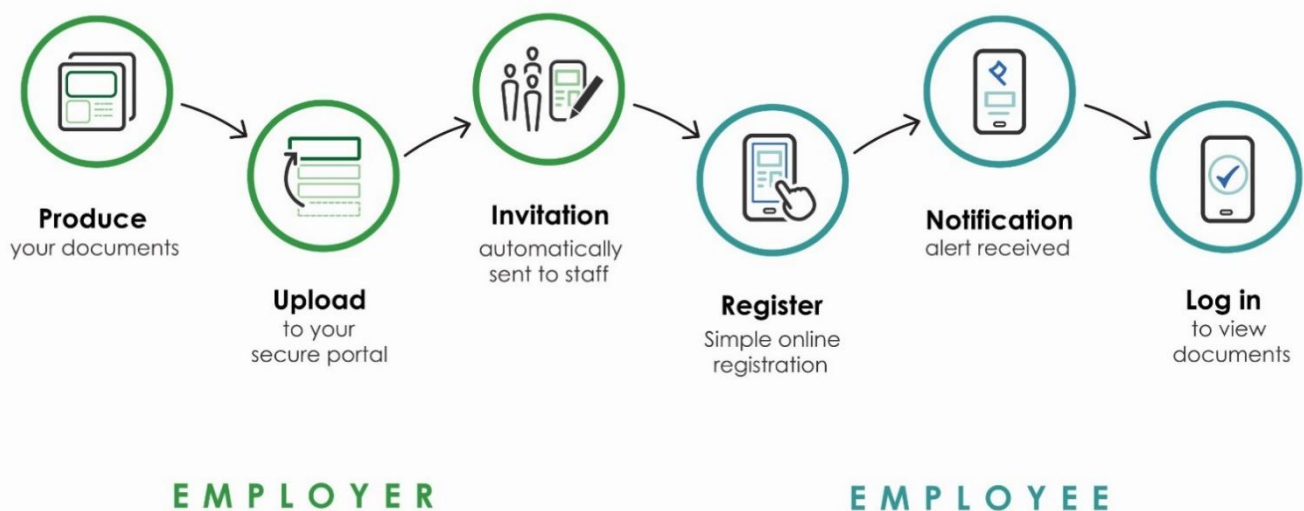 Produce
your documents
Upload
to your
secure portal
Invitation
automatically
sent to staff
Register
Simple online
registration
Notification
alert received
Log in
to view
documents
EMPLOYER
EMPLOYEE